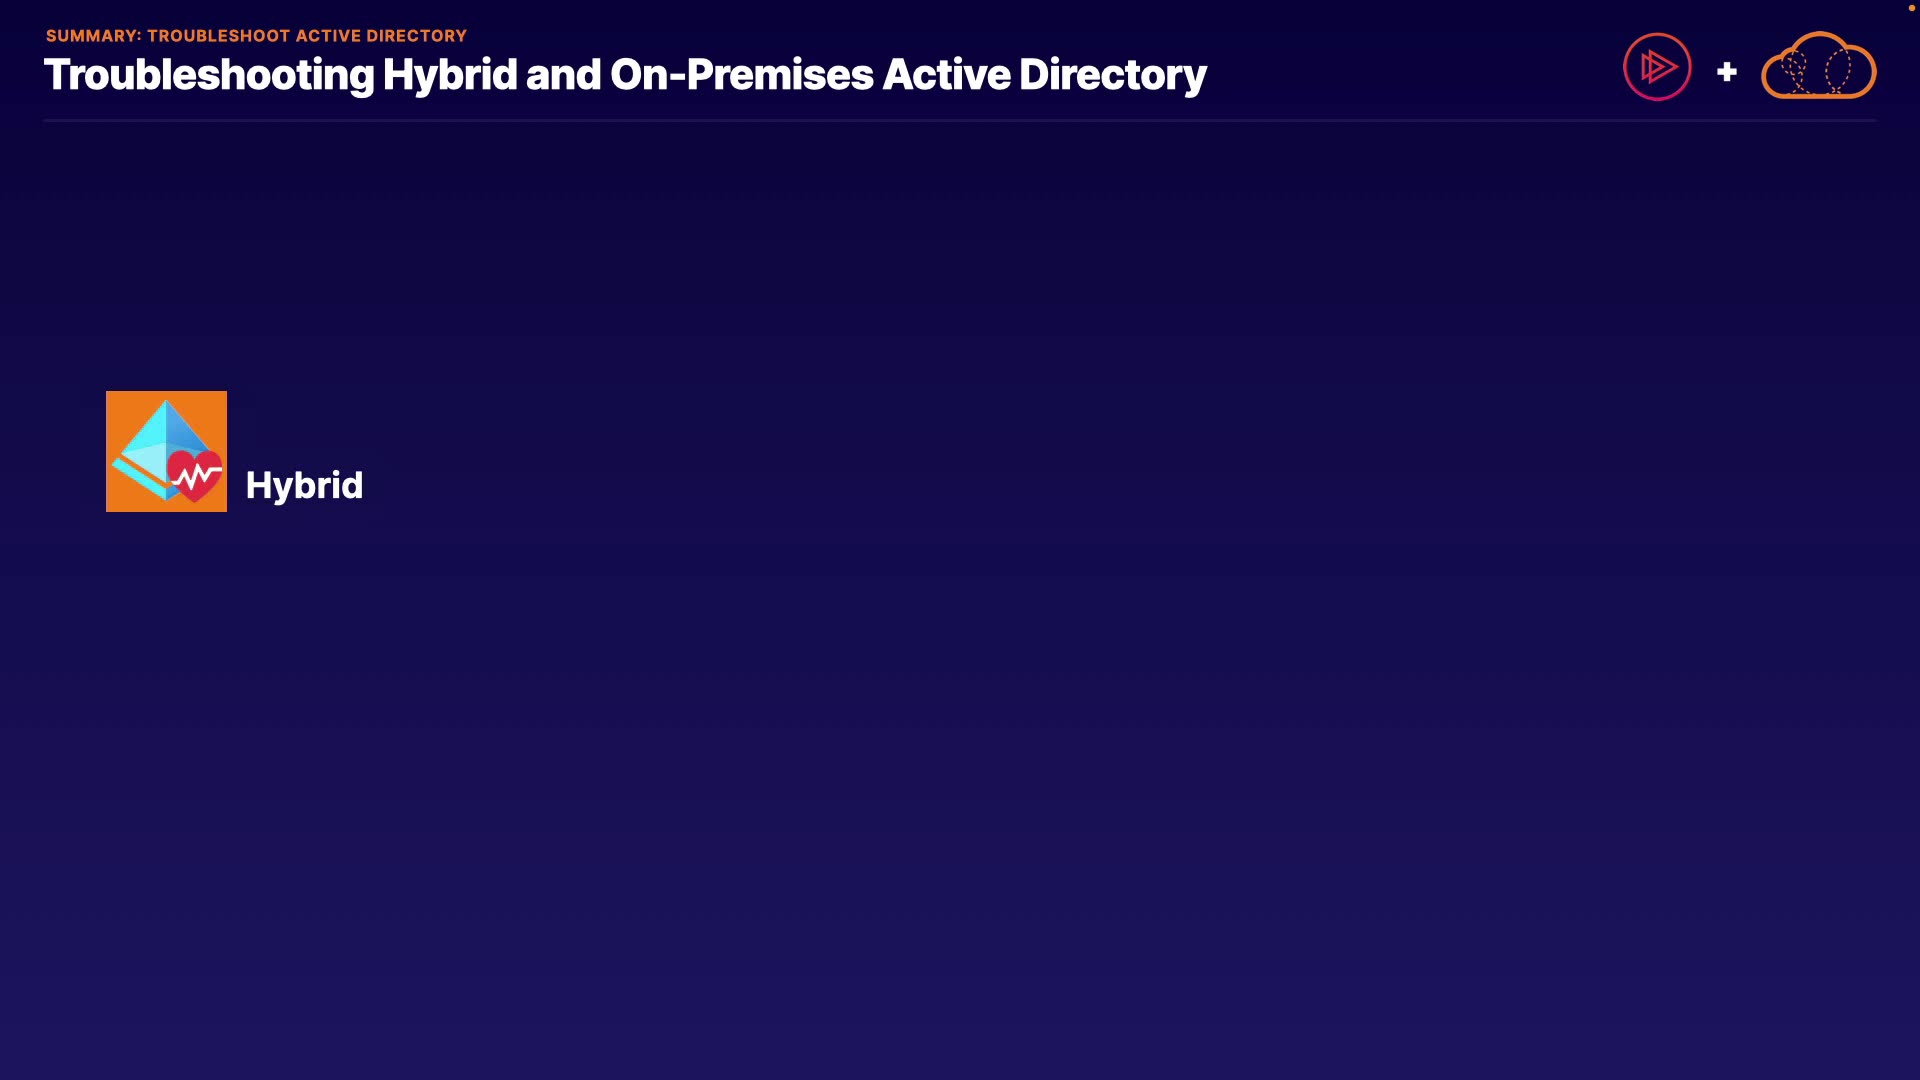 SUMMARY: TROUBLESHOOT ACTIVE DIRECTORY
Troubleshooting Hybrid and On-Premises Active Directory
+
Hybrid